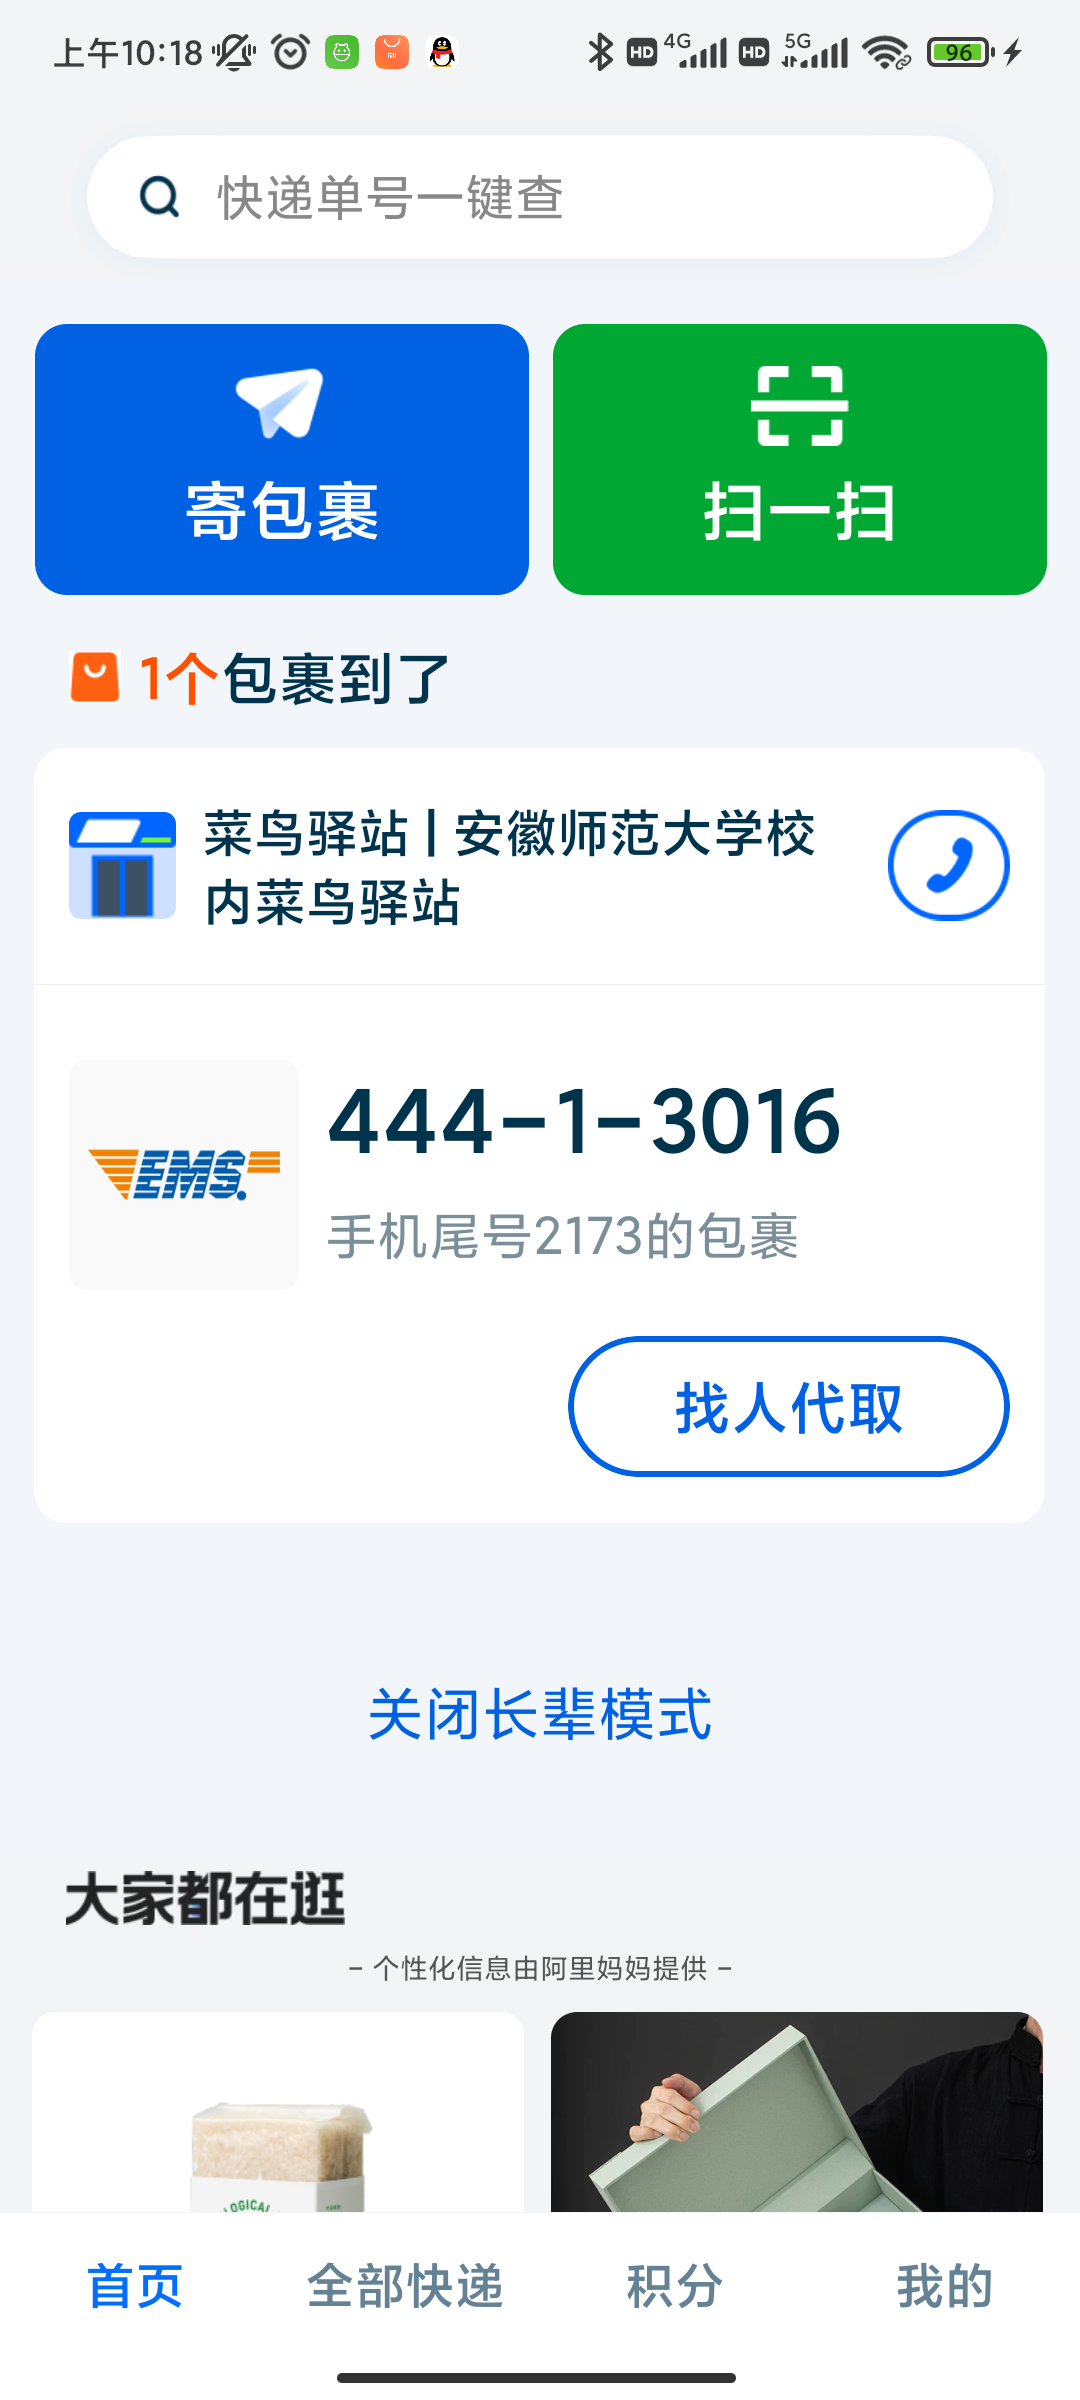 上午10:18
HD 4G HD 5G 96
快递单号一键查
寄包裹
扫一扫
1个包裹到了
菜鸟驿站 | 安徽师范大学校
内菜鸟驿站
EMS
444-1-3016
手机尾号2173的包裹
找人代取
关闭长辈模式
大家都在逛
- 个性化信息由阿里妈妈提供 -
LOGICAL
首页
全部快递
积分
我的